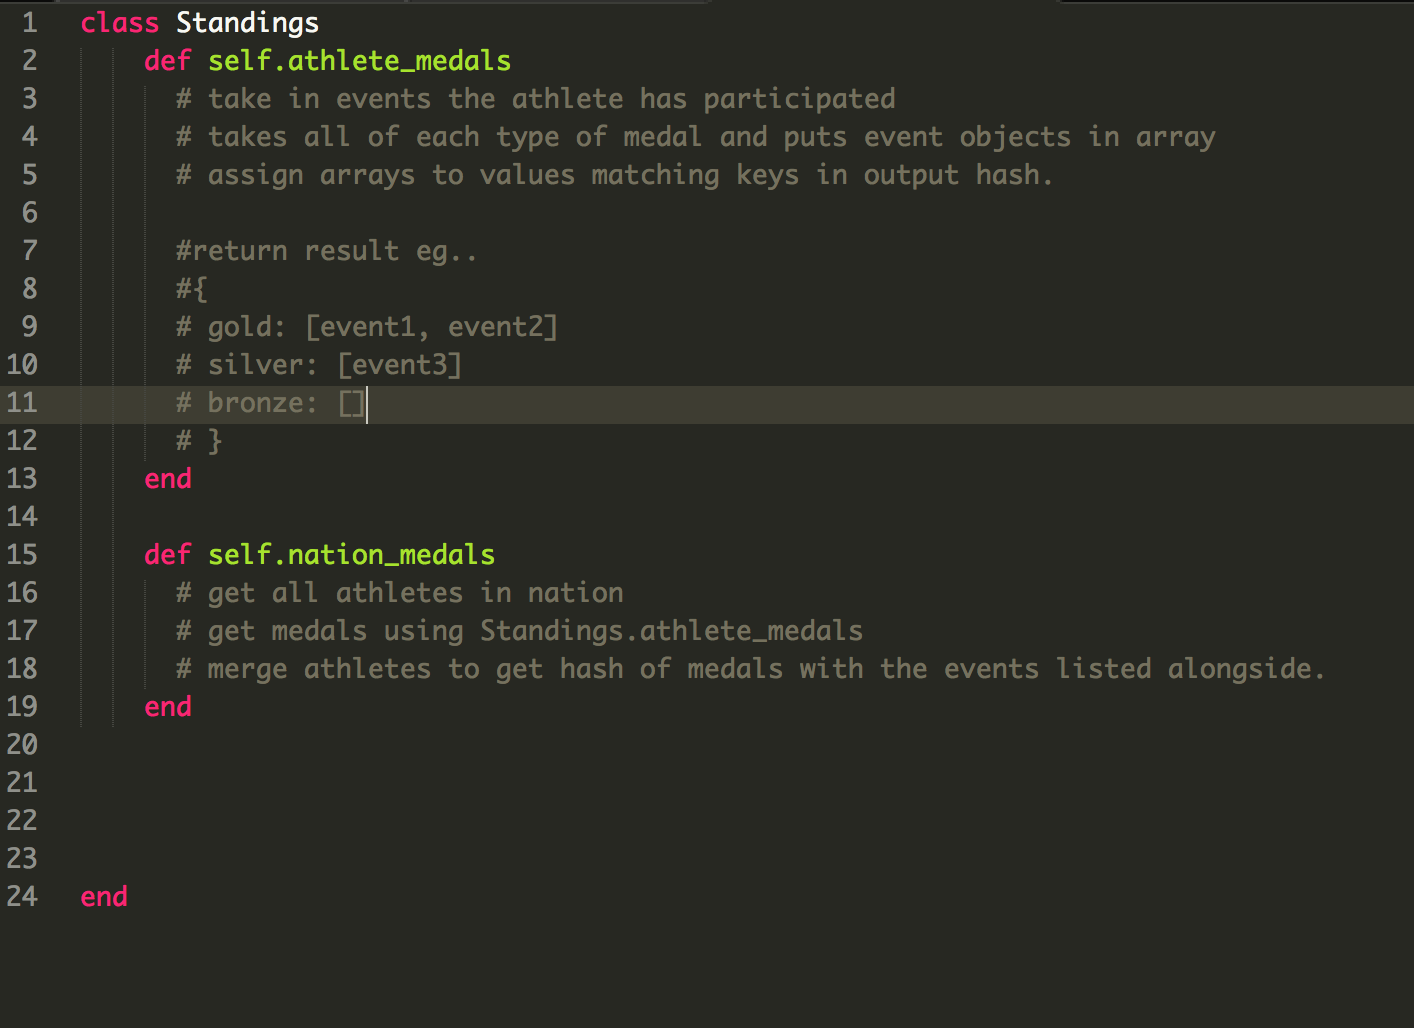 1 class Standings
2 def self.athlete_medals
3 # take in events the athlete has participated
4 # takes all of each type of medal and puts event objects in array
5 # assign arrays to values matching keys in output hash.
6
7 #return result eg..
8 #{
9 # gold: [event1, event2]
10 # silver: [event3]
11 # bronze: []
12 # }
13 end
14
15 def self.nation_medals
16 # get all athletes in nation
17 # get medals using Standings.athlete_medals
18 # merge athletes to get hash of medals with the events listed alongside.
19 end
20
21
22
23
24 end